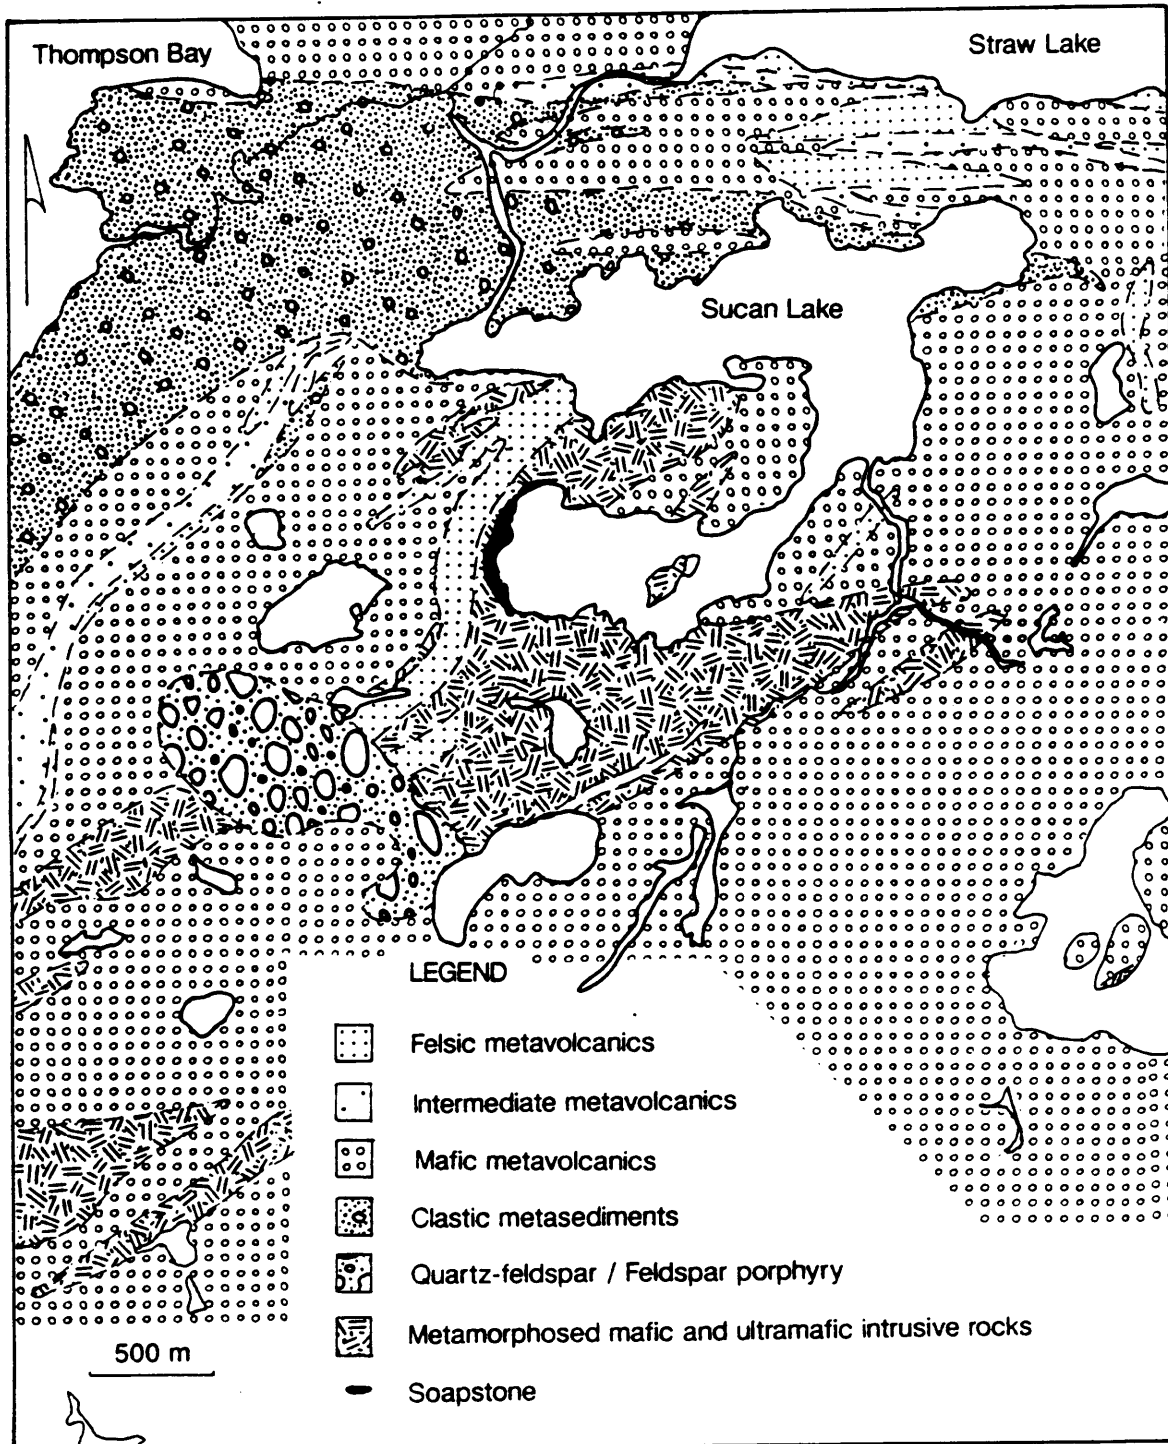 Thompson Bay
Straw Lake
Sucan Lake
LEGEND
Felsic metavolcanics
Intermediate metavolcanics
Mafic metavolcanics
Clastic metasediments
Quartz-feldspar / Feldspar porphyry
Metamorphosed mafic and ultramafic intrusive rocks
500 m
Soapstone